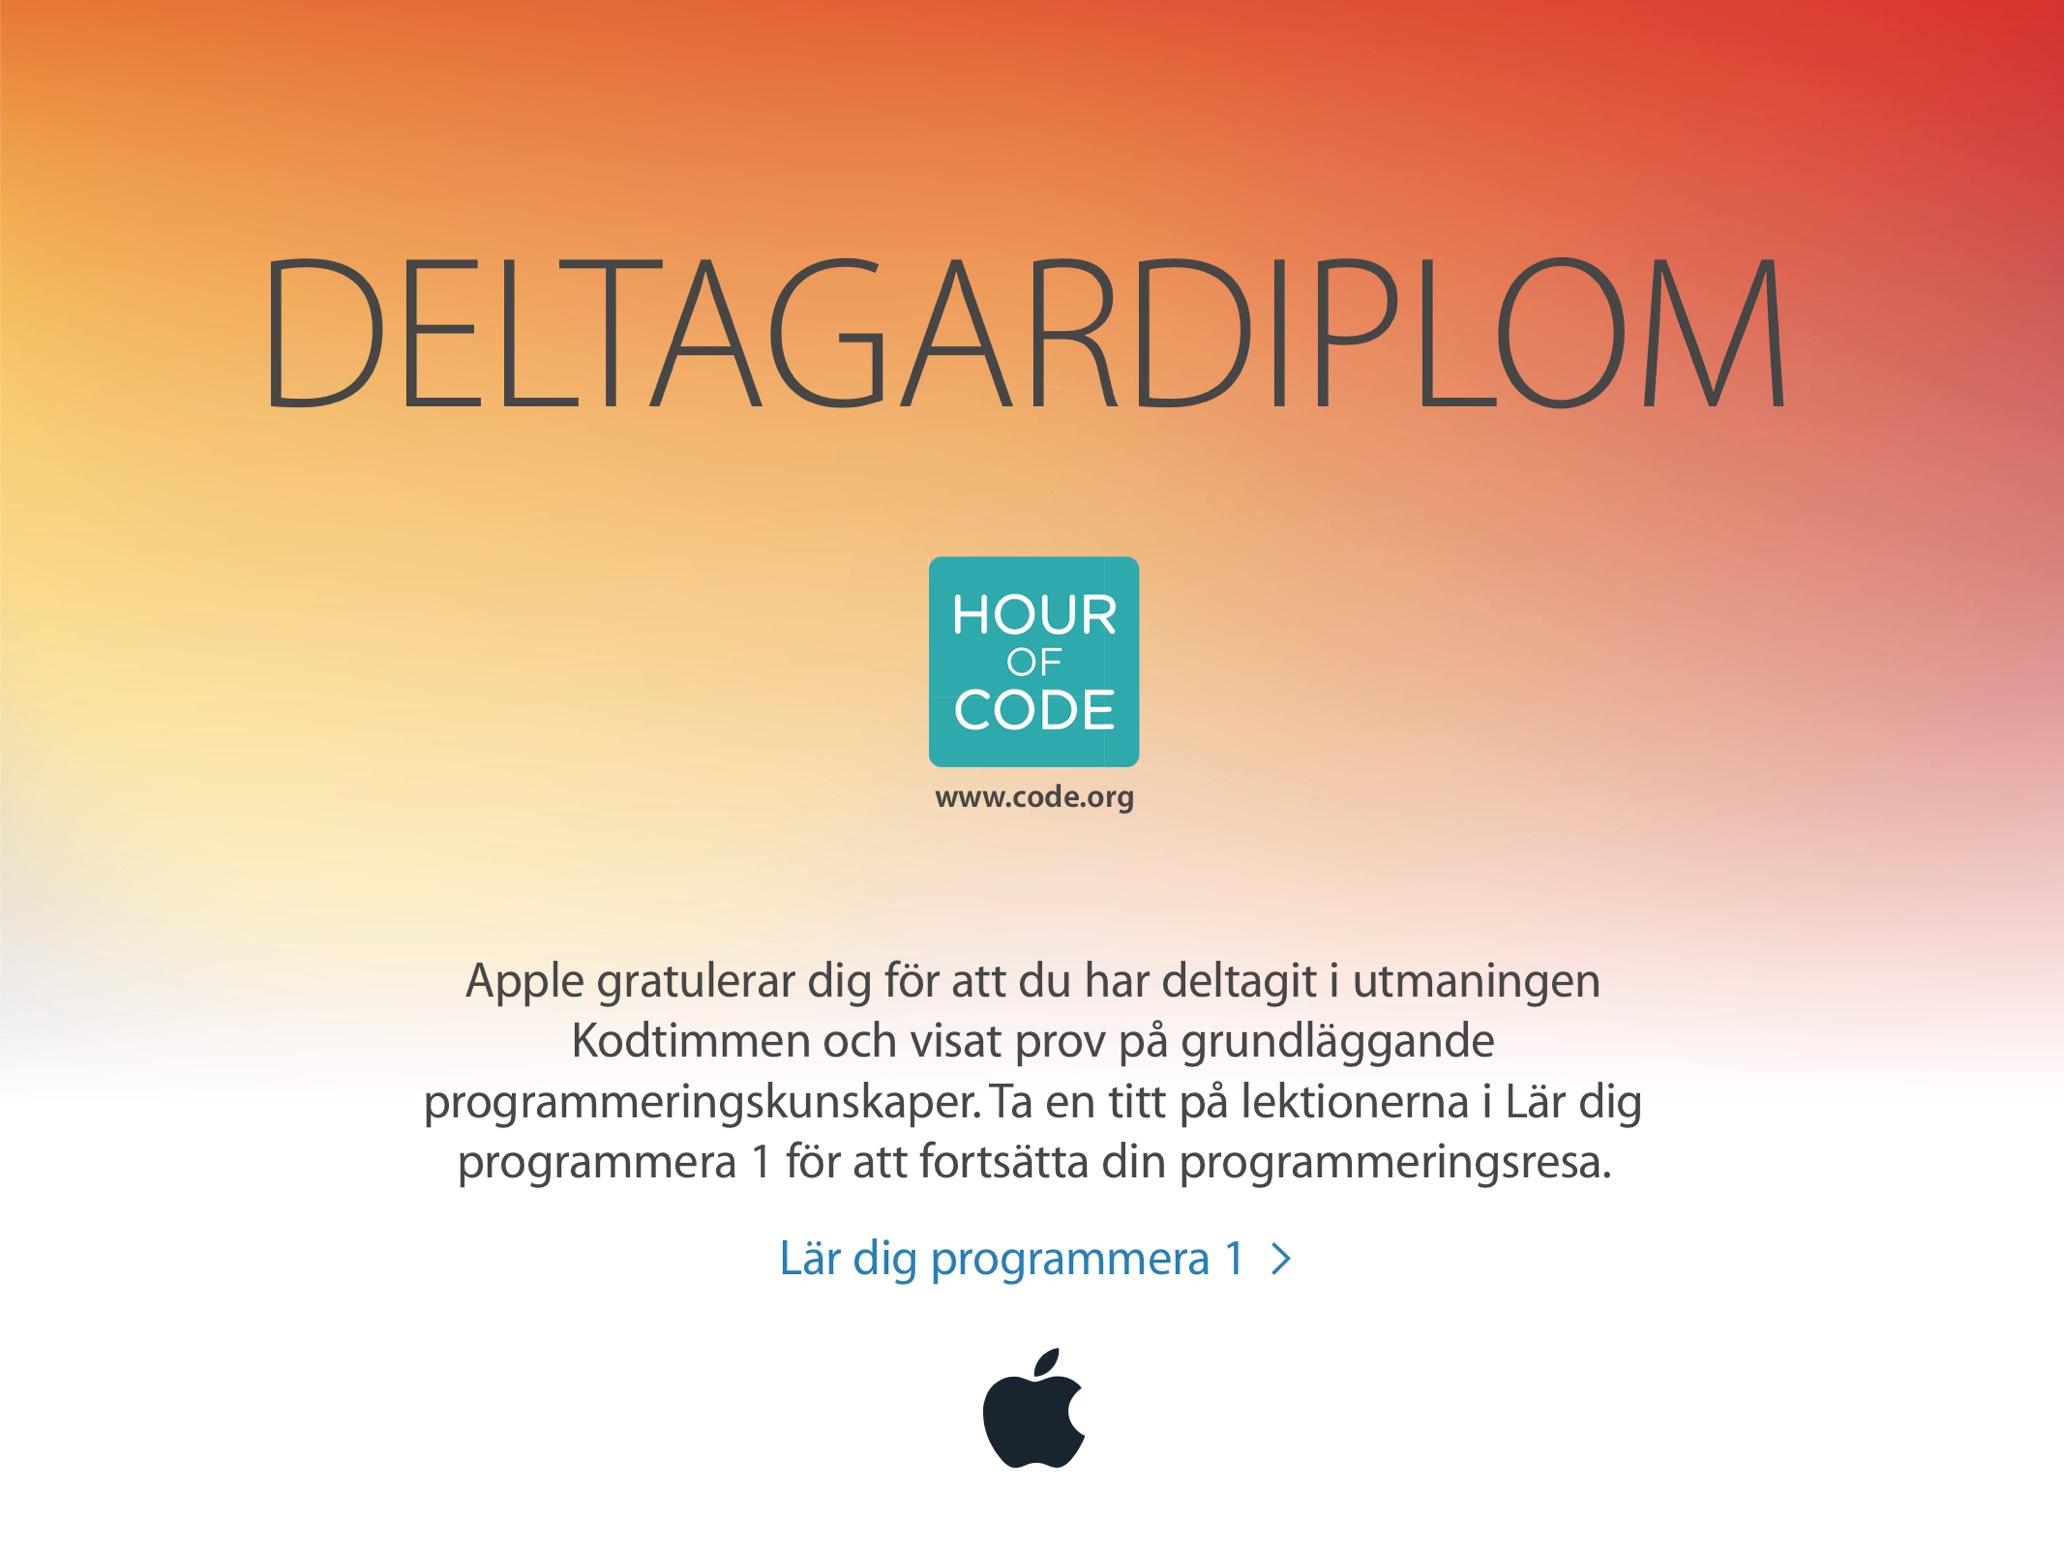 DELTAGARDIPLOM
HOUR
OF
CODE
www.code.org
Apple gratulerar dig för att du har deltagit i utmaningen
Kodtimmen och visat prov på grundläggande
programmeringskunskaper. Ta en titt på lektionerna i Lär dig
programmera 1 för att fortsätta din programmeringsresa.
Lär dig programmera 1 >